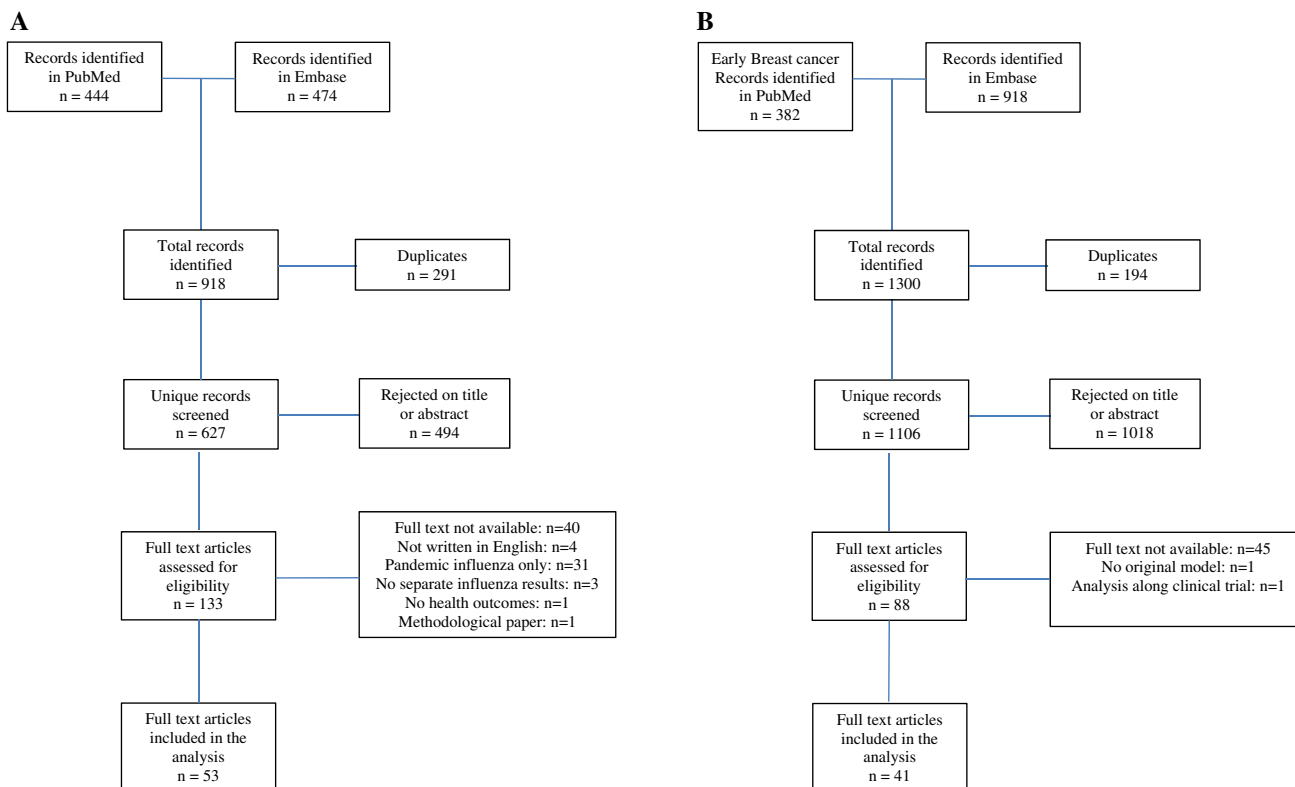 A
Records identified
in PubMed
n = 444
Records identified
in Embase
n = 474
Total records
identified
n = 918
Duplicates
n = 291
Unique records
screened
n = 627
Rejected on title
or abstract
n = 494
Full text articles
assessed for
eligibility
n = 133
Full text not available: n=40
Not written in English: n=4
Pandemic influenza only: n=31
No separate influenza results: n=3
No health outcomes: n=1
Methodological paper: n=1
Full text articles
included in the
analysis
n = 53
B
Early Breast cancer
Records identified
in PubMed
n = 382
Records identified
in Embase
n = 918
Total records
identified
n = 1300
Duplicates
n = 194
Unique records
screened
n = 1106
Rejected on title
or abstract
n = 1018
Full text articles
assessed for
eligibility
n = 88
Full text not available: n=45
No original model: n=1
Analysis along clinical trial: n=1
Full text articles
included in the
analysis
n = 41